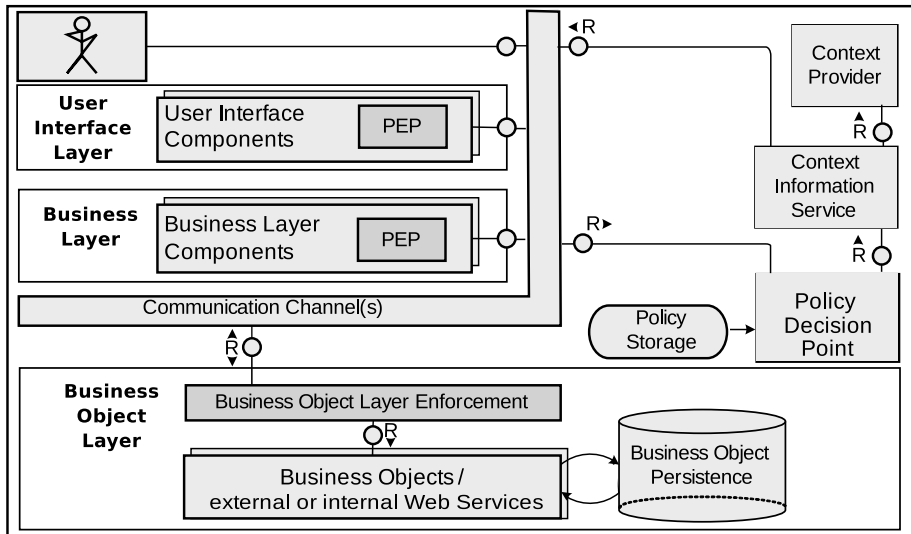 R
Context
Provider
User
Interface
Layer
User Interface
Components
PEP
R
Context
Information
Service
Business
Layer
Business Layer
Components
PEP
R
R
Communication Channel(s)
Policy
Storage
Policy
Decision
Point
R
Business
Object
Layer
Business Object Layer Enforcement
R
Business Objects/
external or internal Web Services
Business Object
Persistence